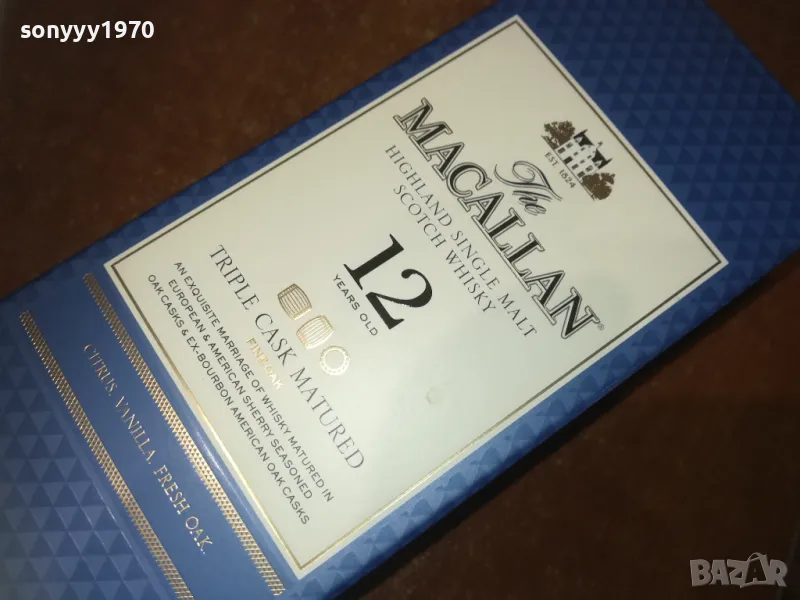 sonyyy1970
EST. 1824
The
MACALLAN®
HIGHLAND SINGLE MALT
SCOTCH WHISKY
12
YEARS OLD
TRIPLE CASK MATURED
FINE OAK
AN EXQUISITE MARRIAGE OF WHISKY MATURED IN
EUROPEAN & AMERICAN SHERRY SEASONED
OAK CASKS & EX-BOURBON AMERICAN OAK CASKS
CITRUS. VANILLA. FRESH OAK.
BAZAR